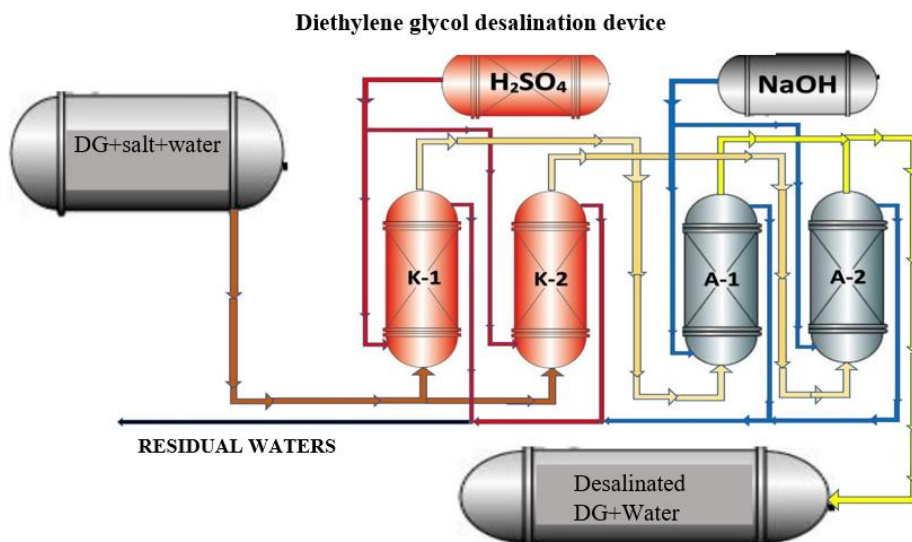 Diethylene glycol desalination device
H₂SO₄
NaOH
DG+salt+water
K-1
K-2
A-1
A-2
RESIDUAL WATERS
Desalinated
DG+Water